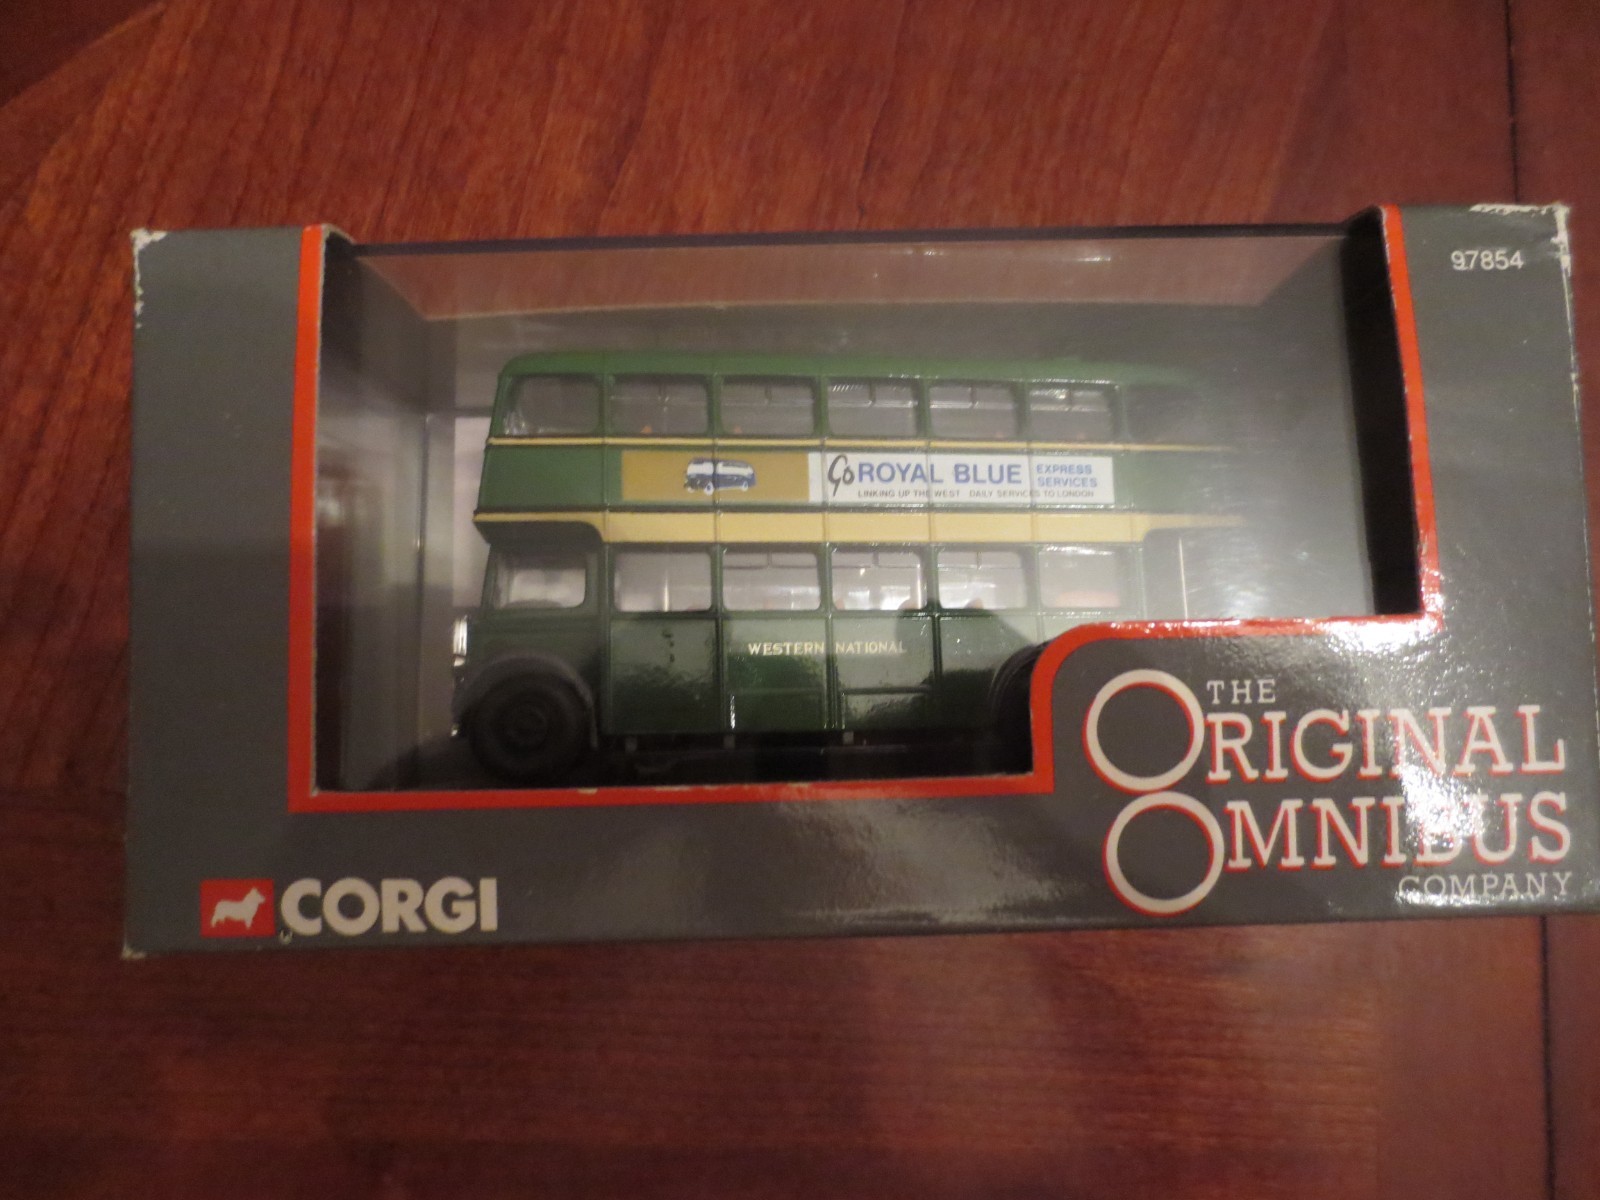 97854
Go ROYAL BLUE EXPRESS SERVICES
LINKING UP THE WEST DAILY SERVICES TO LONDON
WESTERN NATIONAL
THE
ORIGINAL
OMNIBUS
COMPANY
CORGI